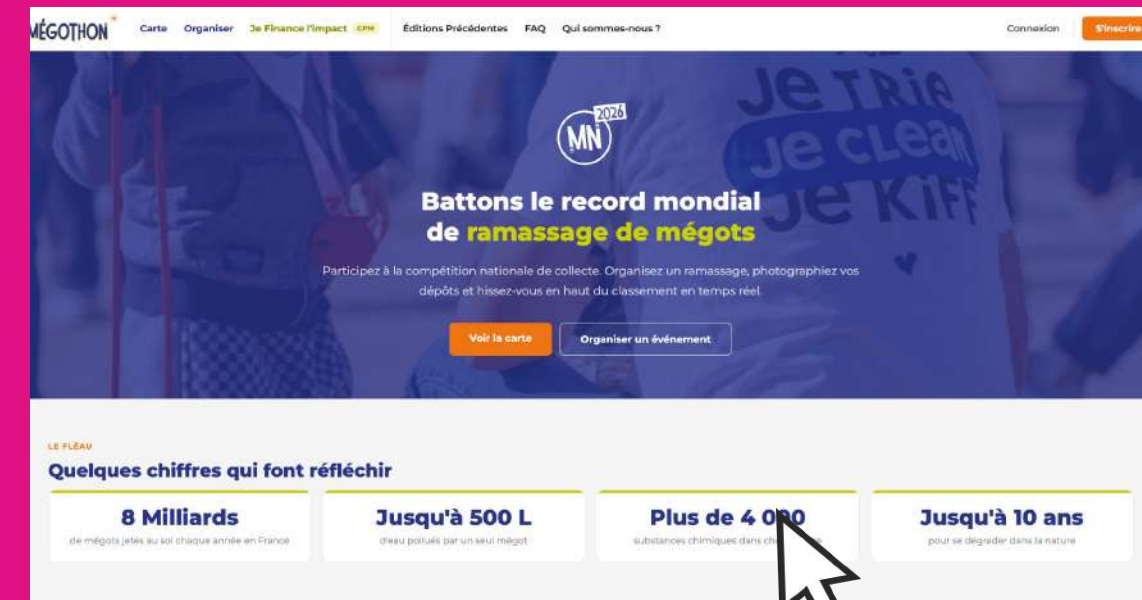 MÉGOTHON
Carte Organiser Je Finance l'impact CPM Éditions Précédentes FAQ Qui sommes-nous ?
Connexion S'inscrire
JE TRIE
JE CLEAN
JE KIFF
2026
MN
Battons le record mondial
de ramassage de mégots
Participez à la compétition nationale de collecte. Organisez un ramassage, photographiez vos
dépôts et hissez-vous en haut du classement en temps réel.
Voir la carte Organiser un événement
LE FLÉAU
Quelques chiffres qui font réfléchir
8 Milliards
de mégots jetés au sol chaque année en France
Jusqu'à 500 L
d'eau pollués par un seul mégot
Plus de 4 000
substances chimiques dans
Jusqu'à 10 ans
pour se dégrader dans la nature